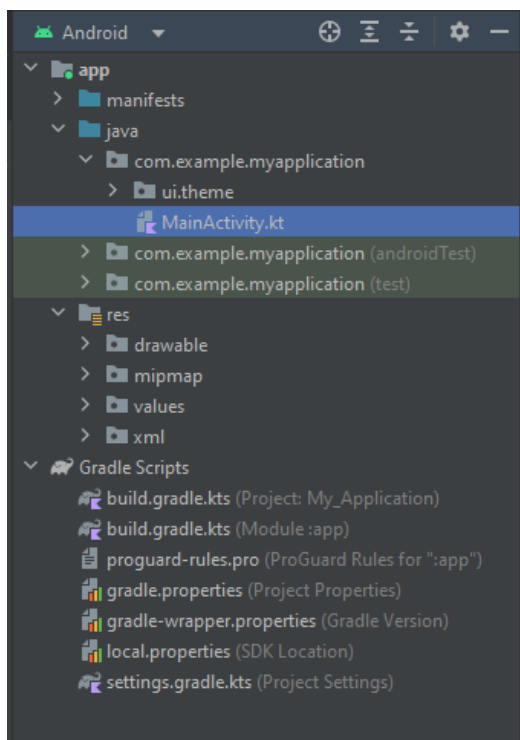 Android
app
manifests
java
com.example.myapplication
ui.theme
MainActivity.kt
com.example.myapplication (androidTest)
com.example.myapplication (test)
res
drawable
mipmap
values
xml
Gradle Scripts
build.gradle.kts (Project: My_Application)
build.gradle.kts (Module :app)
proguard-rules.pro (ProGuard Rules for ":app")
gradle.properties (Project Properties)
gradle-wrapper.properties (Gradle Version)
local.properties (SDK Location)
settings.gradle.kts (Project Settings)